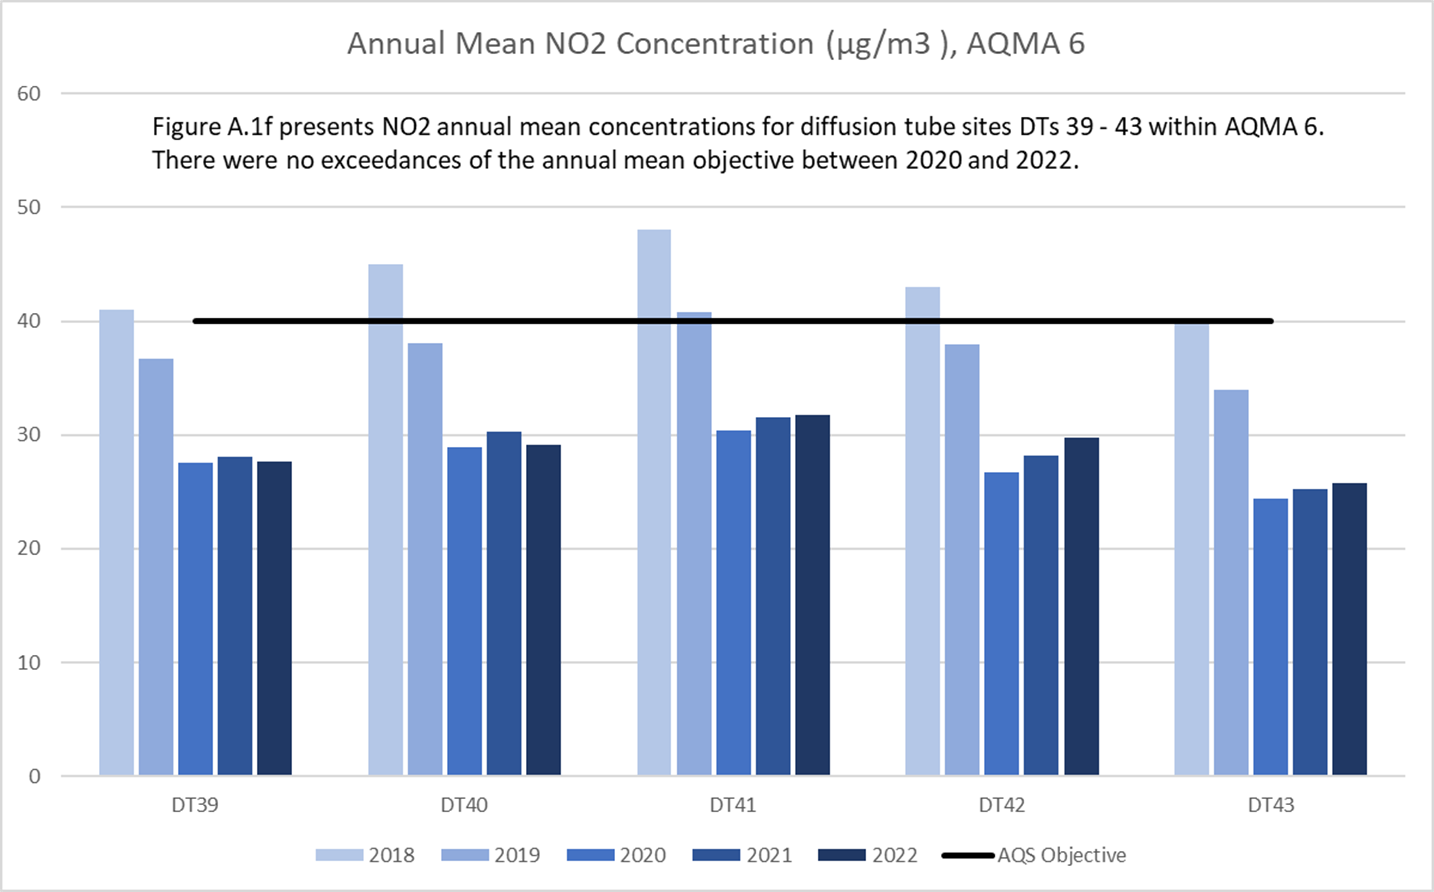 Annual Mean NO2 Concentration (µg/m3 ), AQMA 6
60
Figure A.1f presents NO2 annual mean concentrations for diffusion tube sites DTs 39 - 43 within AQMA 6.
There were no exceedances of the annual mean objective between 2020 and 2022.
50
40
30
20
10
0
DT39 DT40 DT41 DT42 DT43
2018 2019 2020 2021 2022 AQS Objective